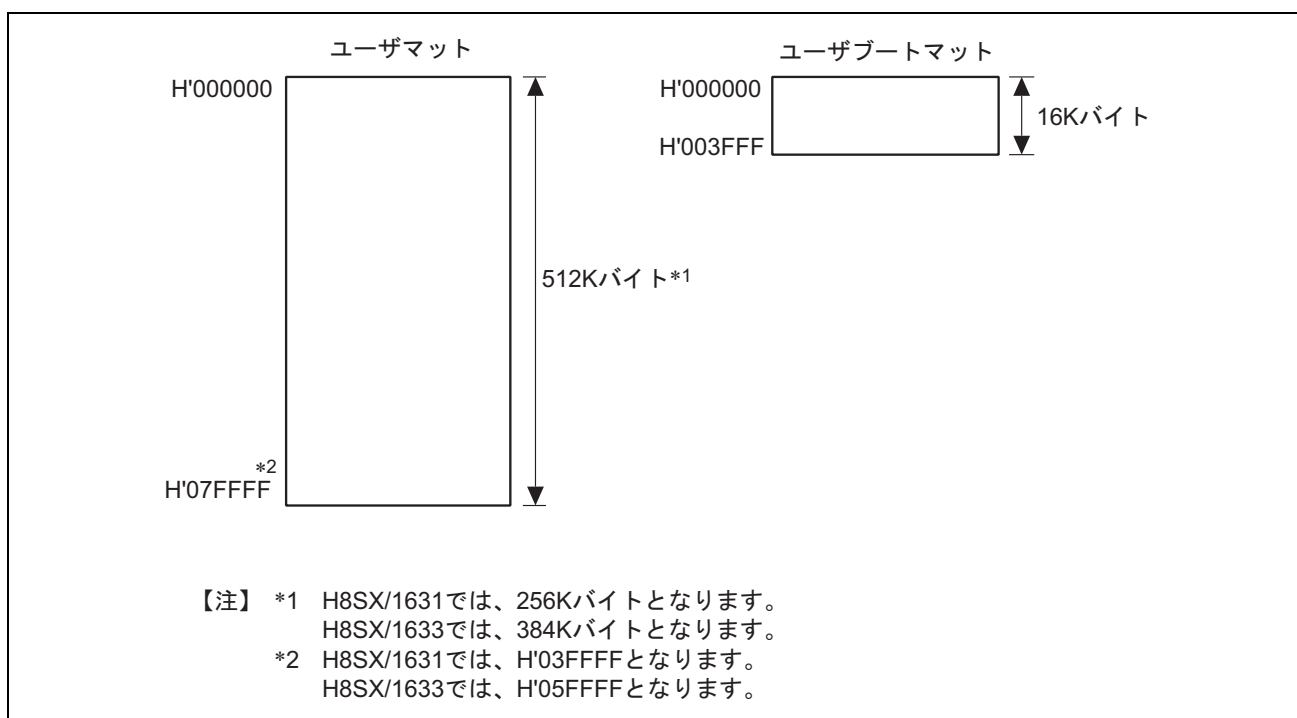 ユーザマット
H'000000
512Kバイト*1
*2
H'07FFFF
ユーザブートマット
H'000000
16Kバイト
H'003FFF
【注】 *1 H8SX/1631では、256Kバイトとなります。
H8SX/1633では、384Kバイトとなります。
*2 H8SX/1631では、H'03FFFFとなります。
H8SX/1633では、H'05FFFFとなります。